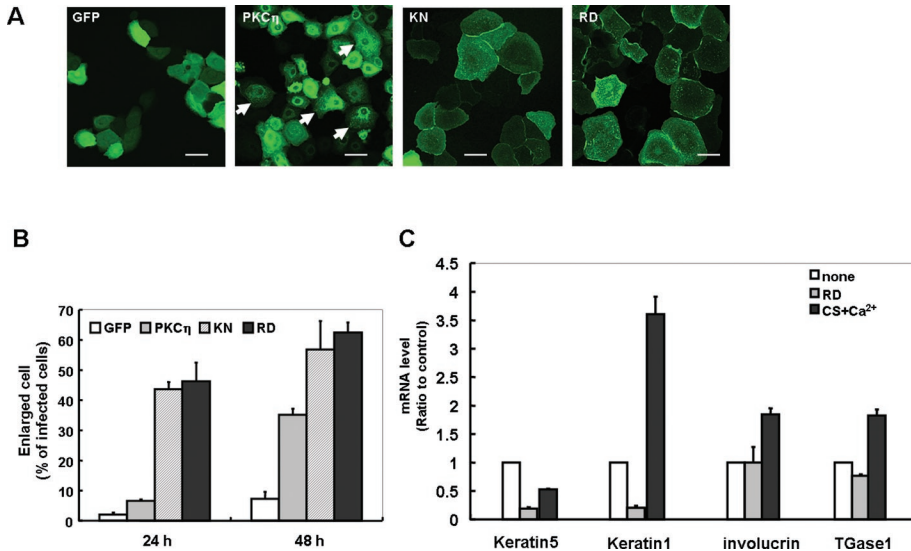 A
GFP
PKCη
KN
RD
B
Enlarged cell
(% of infected cells)
70
60
50
40
30
20
10
0
GFP PKCη KN RD
24 h 48 h
C
mRNA level
(Ratio to control)
4.5
4
3.5
3
2.5
2
1.5
1
0.5
0
none
RD
CS+Ca²⁺
Keratin5 Keratin1 involucrin TGase1